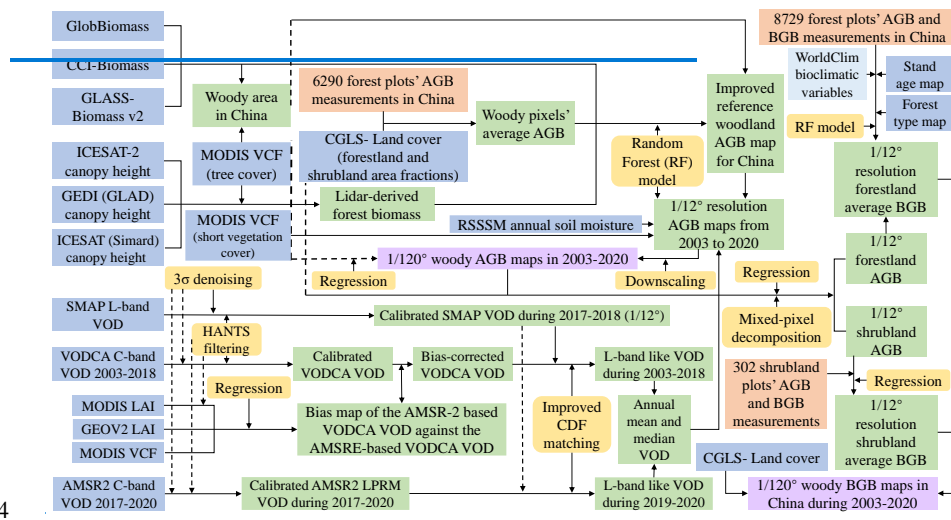 GlobBiomass
CCI-Biomass
GLASS-
Biomass v2
ICESAT-2
canopy height
GEDI (GLAD)
canopy height
ICESAT (Simard)
canopy height
Woody area
in China
MODIS VCF
(tree cover)
MODIS VCF
(short vegetation
cover)
6290 forest plots' AGB
measurements in China
CGLS- Land cover
(forestland and
shrubland area fractions)
Lidar-derived
forest biomass
Woody pixels'
average AGB
Random
Forest (RF)
model
Improved
reference
woodland
AGB map
for China
RSSSM annual soil moisture
1/12° resolution
AGB maps from
2003 to 2020
8729 forest plots' AGB and
BGB measurements in China
WorldClim
bioclimatic
variables
Stand
age map
Forest
type map
RF model
1/12°
resolution
forestland
average BGB
1/12°
forestland
AGB
1/12°
shrubland
AGB
1/12°
resolution
shrubland
average BGB
Regression
1/120° woody AGB maps in 2003-2020
Downscaling
Regression
Mixed-pixel
decomposition
302 shrubland
plots' AGB
and BGB
measurements
Regression
3σ denoising
SMAP L-band
VOD
HANTS
filtering
Calibrated SMAP VOD during 2017-2018 (1/12°)
VODCA C-band
VOD 2003-2018
Calibrated
VODCA VOD
Bias-corrected
VODCA VOD
L-band like VOD
during 2003-2018
Regression
MODIS LAI
GEOV2 LAI
MODIS VCF
Bias map of the AMSR-2 based
VODCA VOD against the
AMSRE-based VODCA VOD
Improved
CDF
matching
Annual
mean and
median
VOD
AMSR2 C-band
VOD 2017-2020
Calibrated AMSR2 LPRM
VOD during 2017-2020
L-band like VOD
during 2019-2020
CGLS- Land cover
1/120° woody BGB maps in
China during 2003-2020
4